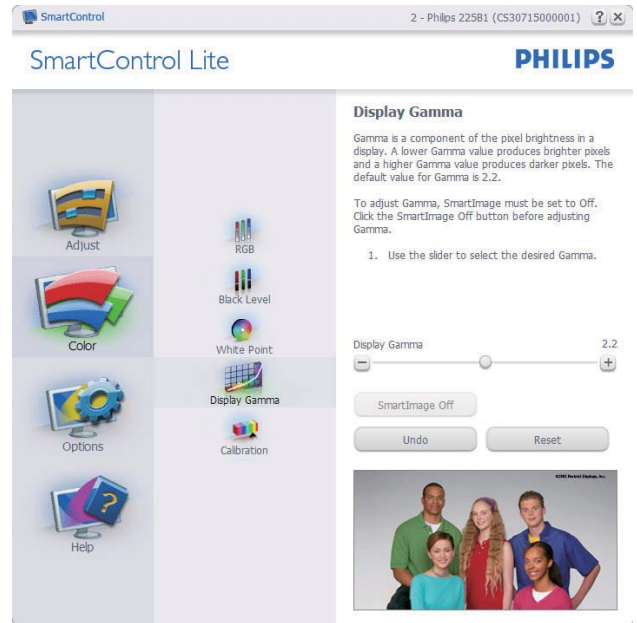 SmartControl
2 - Philips 225B1 (CS30715000001)
?
SmartControl Lite
PHILIPS
Adjust
Color
Options
?
Help
RGB
Black Level
White Point
Display Gamma
Calibration
Display Gamma
Gamma is a component of the pixel brightness in a
display. A lower Gamma value produces brighter pixels
and a higher Gamma value produces darker pixels. The
default value for Gamma is 2.2.
To adjust Gamma, SmartImage must be set to Off.
Click the SmartImage Off button before adjusting
Gamma.
1. Use the slider to select the desired Gamma.
Display Gamma 2.2
SmartImage Off
Undo Reset
Portrait Displays, Inc.